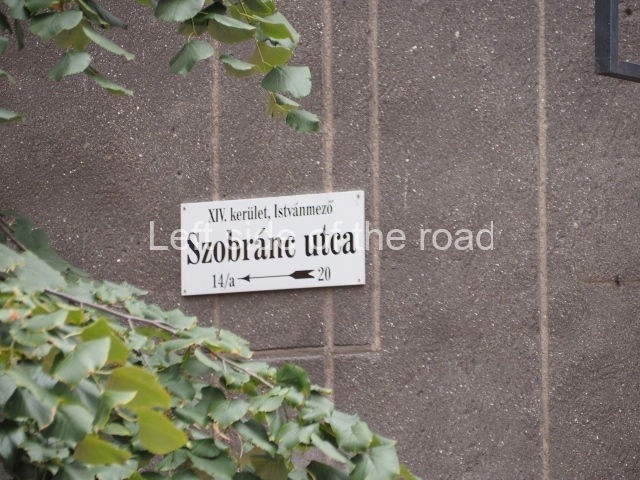 XIV. kerület, Istvánmező
Szobránc utca
14/a 20
Left side of the road